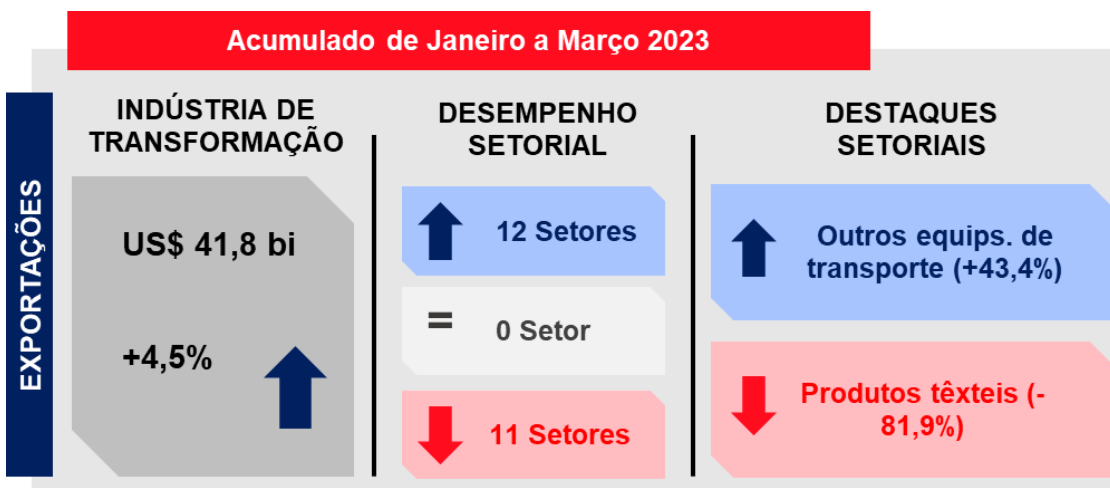 Acumulado de Janeiro a Março 2023
EXPORTAÇÕES
INDÚSTRIA DE
TRANSFORMAÇÃO
US$ 41,8 bi
+4,5%
DESEMPENHO
SETORIAL
12 Setores
= 0 Setor
11 Setores
DESTAQUES
SETORIAIS
Outros equips. de
transporte (+43,4%)
Produtos têxteis (-
81,9%)